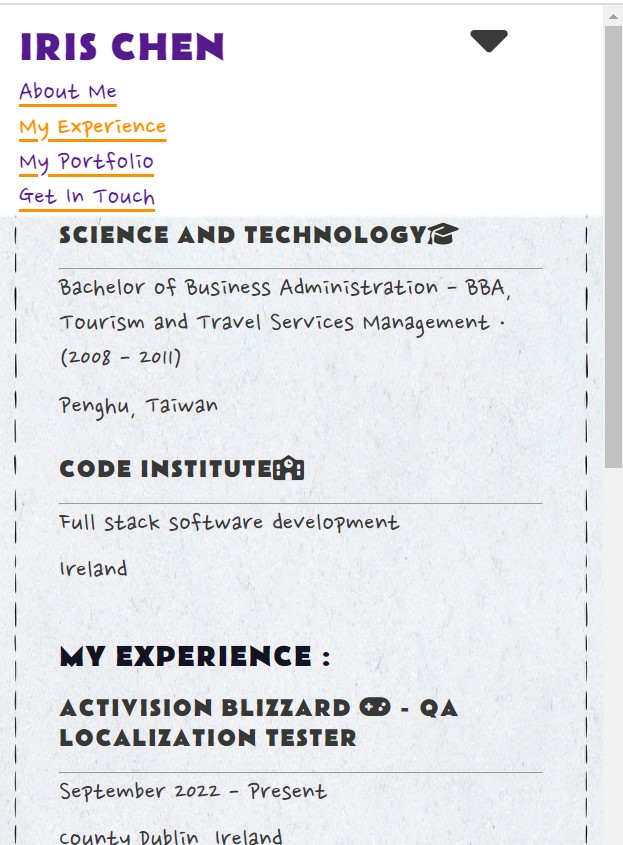 IRIS CHEN
About Me
My Experience
My Portfolio
Get In Touch
SCIENCE AND TECHNOLOGY
Bachelor of Business Administration - BBA,
Tourism and Travel Services Management ·
(2008 - 2011)
Penghu, Taiwan
CODE INSTITUTE
Full stack software development
Ireland
MY EXPERIENCE :
ACTIVISION BLIZZARD - QA
LOCALIZATION TESTER
September 2022 - Present
County Dublin Ireland